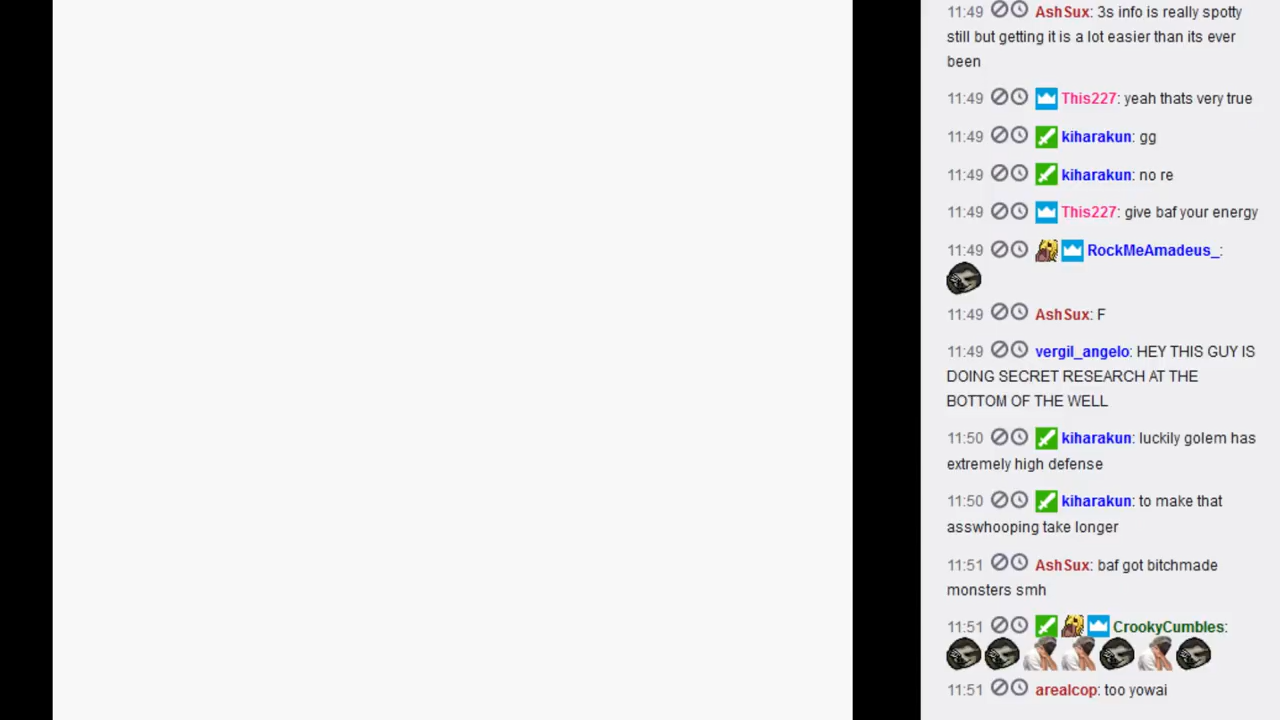 11:49 AshSux: 3s info is really spotty
still but getting it is a lot easier than its ever
been
11:49 This227: yeah thats very true
11:49 kiharakun: gg
11:49 kiharakun: no re
11:49 This227: give baf your energy
11:49 RockMeAmadeus_:
11:49 AshSux: F
11:49 vergil_angelo: HEY THIS GUY IS
DOING SECRET RESEARCH AT THE
BOTTOM OF THE WELL
11:50 kiharakun: luckily golem has
extremely high defense
11:50 kiharakun: to make that
asswhooping take longer
11:51 AshSux: baf got bitchmade
monsters smh
11:51 CrookyCumbles:
11:51 arealcop: too yowai